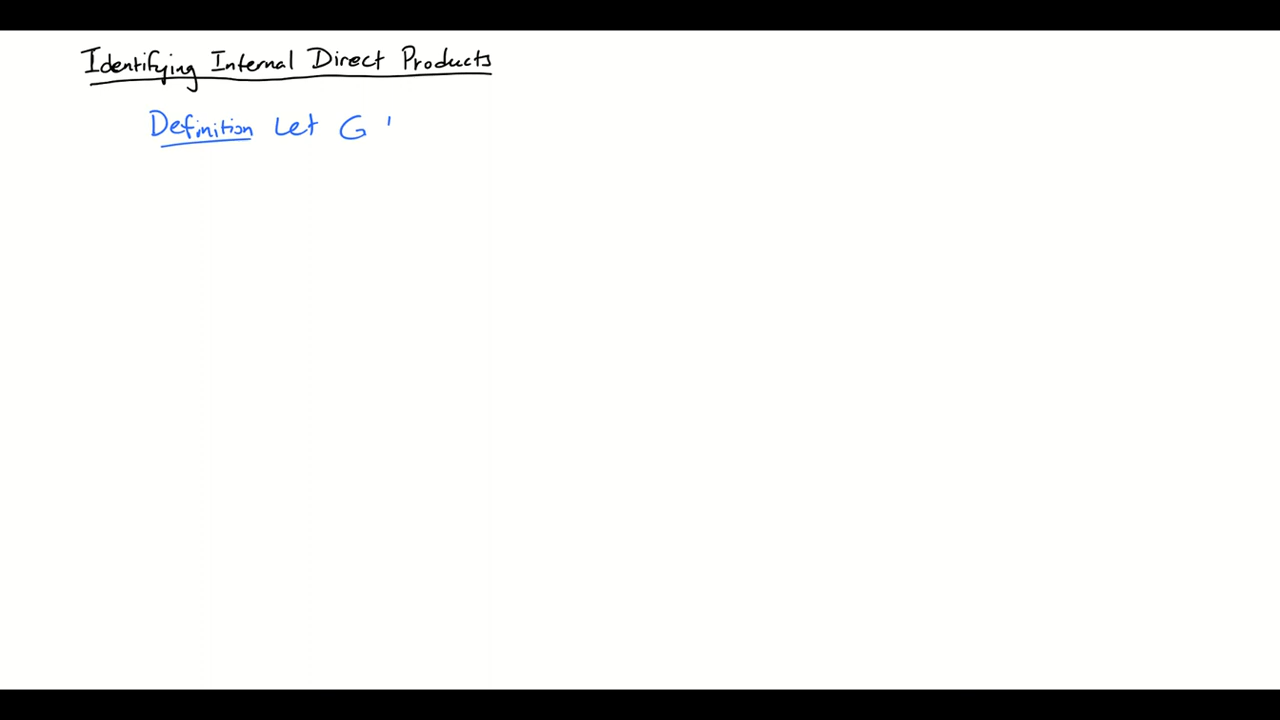 Identifying Internal Direct Products
Definition Let G